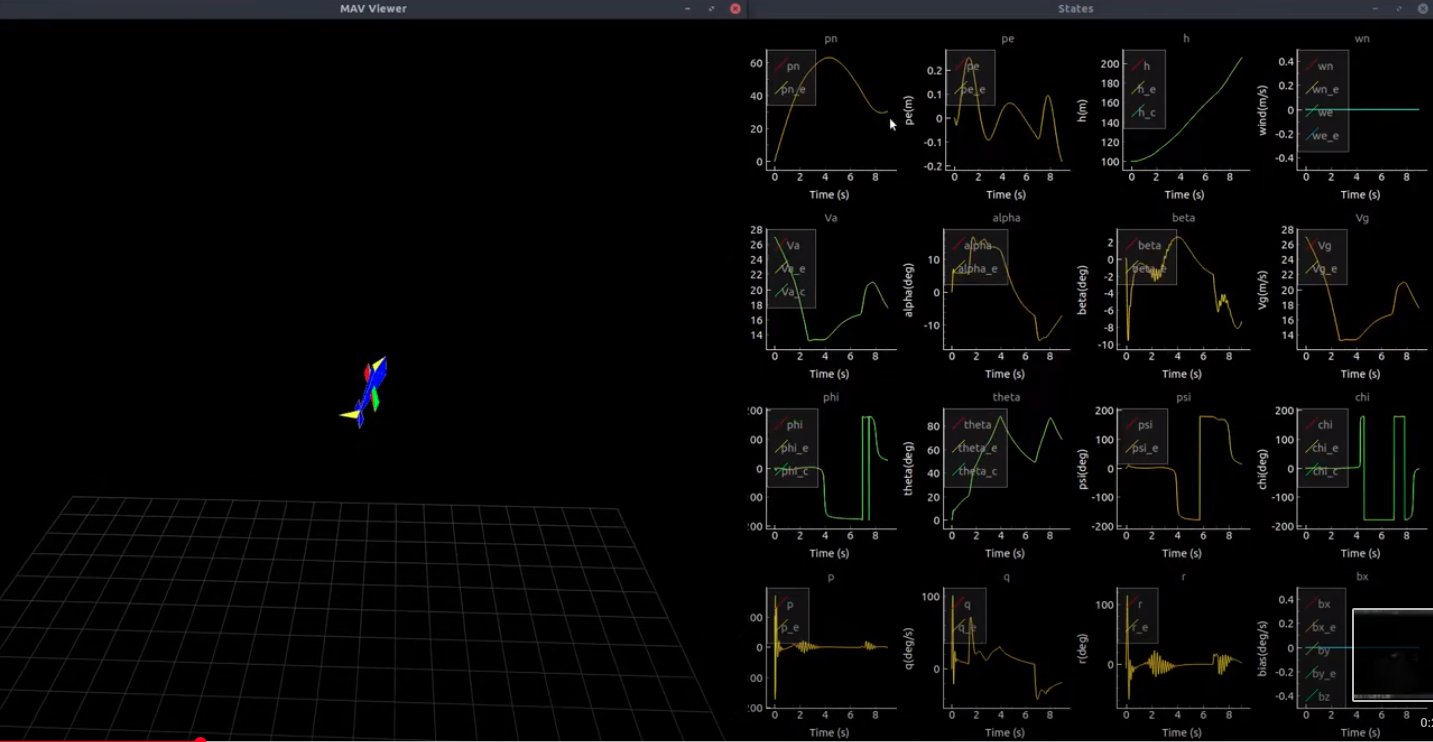 MAV Viewer
States
pn pe h wn
60 40 20 0
pn
pn_e
0 2 4 6 8
Time (s)
pe(m)
0.2 0.1 0 -0.1 -0.2
pe
pe_e
0 2 4 6 8
Time (s)
h(m)
200 180 160 140 120 100
h
h_e
h_c
0 2 4 6 8
Time (s)
wind(m/s)
0.4 0.2 0 -0.2 -0.4
wn
wn_e
we
we_e
0 2 4 6 8
Time (s)
Va alpha beta Vg
28 26 24 22 20 18 16 14
Va
Va_e
Va_c
0 2 4 6 8
Time (s)
alpha(deg)
10 0 -10
alpha
alpha_e
0 2 4 6 8
Time (s)
beta(deg)
2 0 -2 -4 -6 -8 -10
beta
beta_e
0 2 4 6 8
Time (s)
Vg(m/s)
28 26 24 22 20 18 16 14
Vg
Vg_e
0 2 4 6 8
Time (s)
phi theta psi chi
00 00 0 00 00
phi
phi_e
phi_c
0 2 4 6 8
Time (s)
theta(deg)
80 60 40 20 0
theta
theta_e
theta_c
0 2 4 6 8
Time (s)
psi(deg)
200 100 0 -100 -200
psi
psi_e
0 2 4 6 8
Time (s)
chi(deg)
200 100 0 -100 -200
chi
chi_e
chi_c
0 2 4 6 8
Time (s)
p q r bx
00 0 00 00
p
p_e
0 2 4 6 8
Time (s)
q(deg/s)
100 0
q
q_e
0 2 4 6 8
Time (s)
r(deg)
100 0
r
r_e
0 2 4 6 8
Time (s)
bias(deg/s)
0.4 0.2 0 -0.2 -0.4
bx
bx_e
by
by_e
bz
0 2 4 6 8
Time (s)
0: